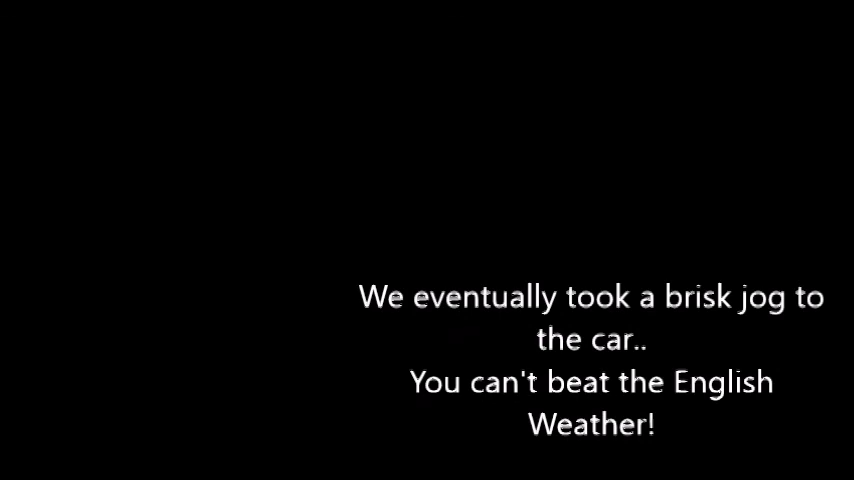 We eventually took a brisk jog to
the car..
You can't beat the English
Weather!